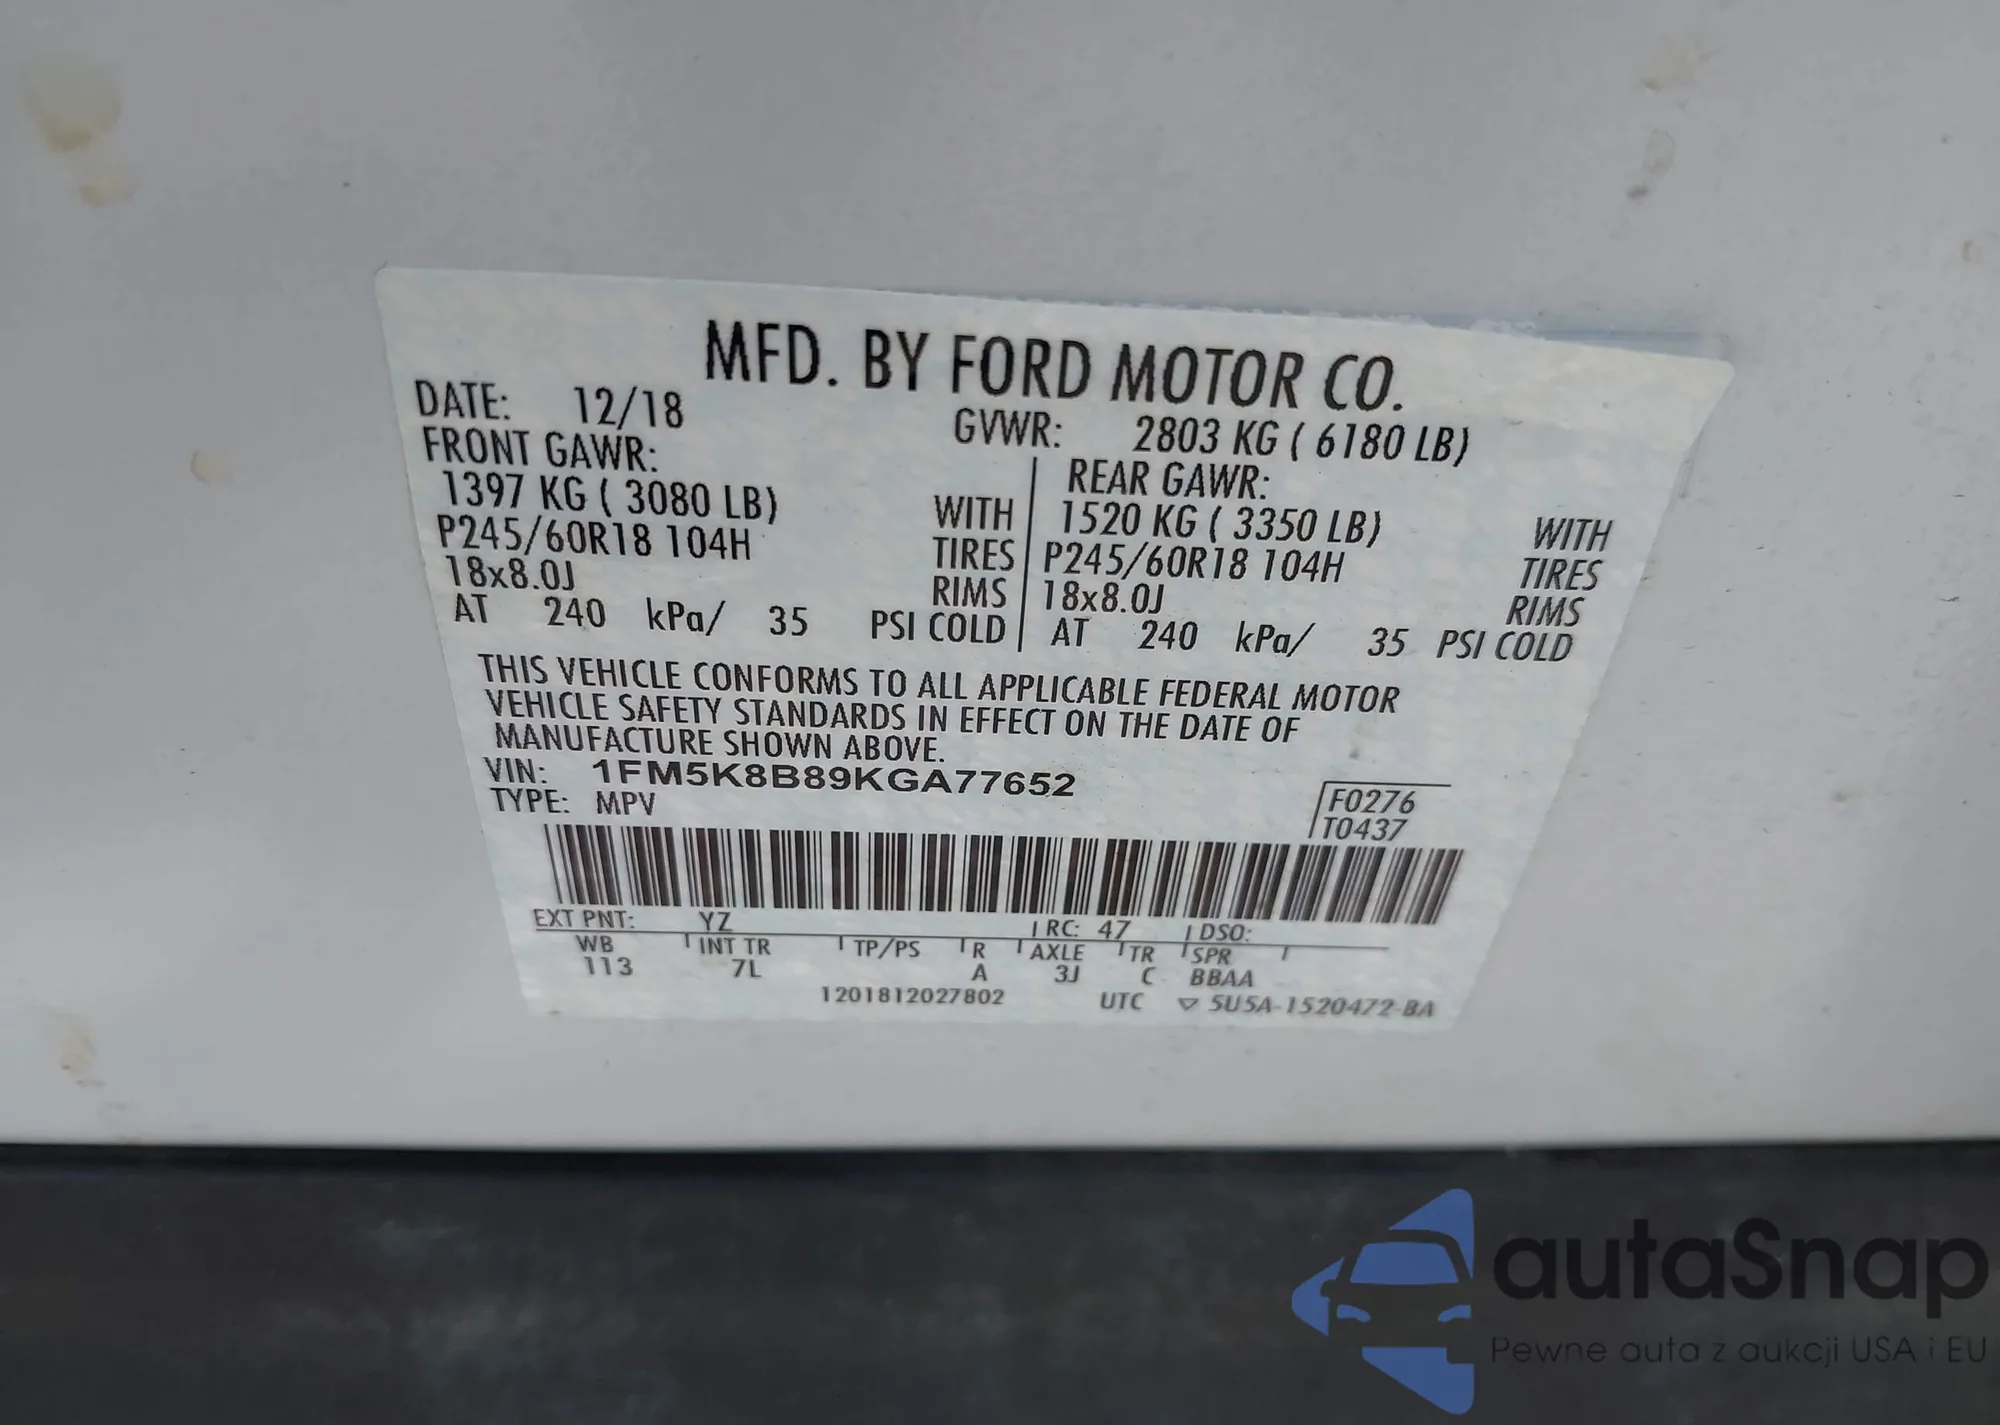 MFD. BY FORD MOTOR CO.
DATE: 12/18 GVWR: 2803 KG ( 6180 LB)
FRONT GAWR: REAR GAWR:
1397 KG ( 3080 LB) WITH 1520 KG ( 3350 LB) WITH
P245/60R18 104H TIRES P245/60R18 104H TIRES
18x8.0J RIMS 18x8.0J RIMS
AT 240 kPa/ 35 PSI COLD AT 240 kPa/ 35 PSI COLD
THIS VEHICLE CONFORMS TO ALL APPLICABLE FEDERAL MOTOR
VEHICLE SAFETY STANDARDS IN EFFECT ON THE DATE OF
MANUFACTURE SHOWN ABOVE.
VIN: 1FM5K8B89KGA77652
TYPE: MPV
F0276
T0437
EXT PNT: YZ RC: 47 DSO:
WB INT TR TP/PS R AXLE TR SPR
113 7L A 3J C BBAA
1201812027802 UTC ▽ 5U5A-1520472-BA
autoSnap
Pewne auta z aukcji USA i EU